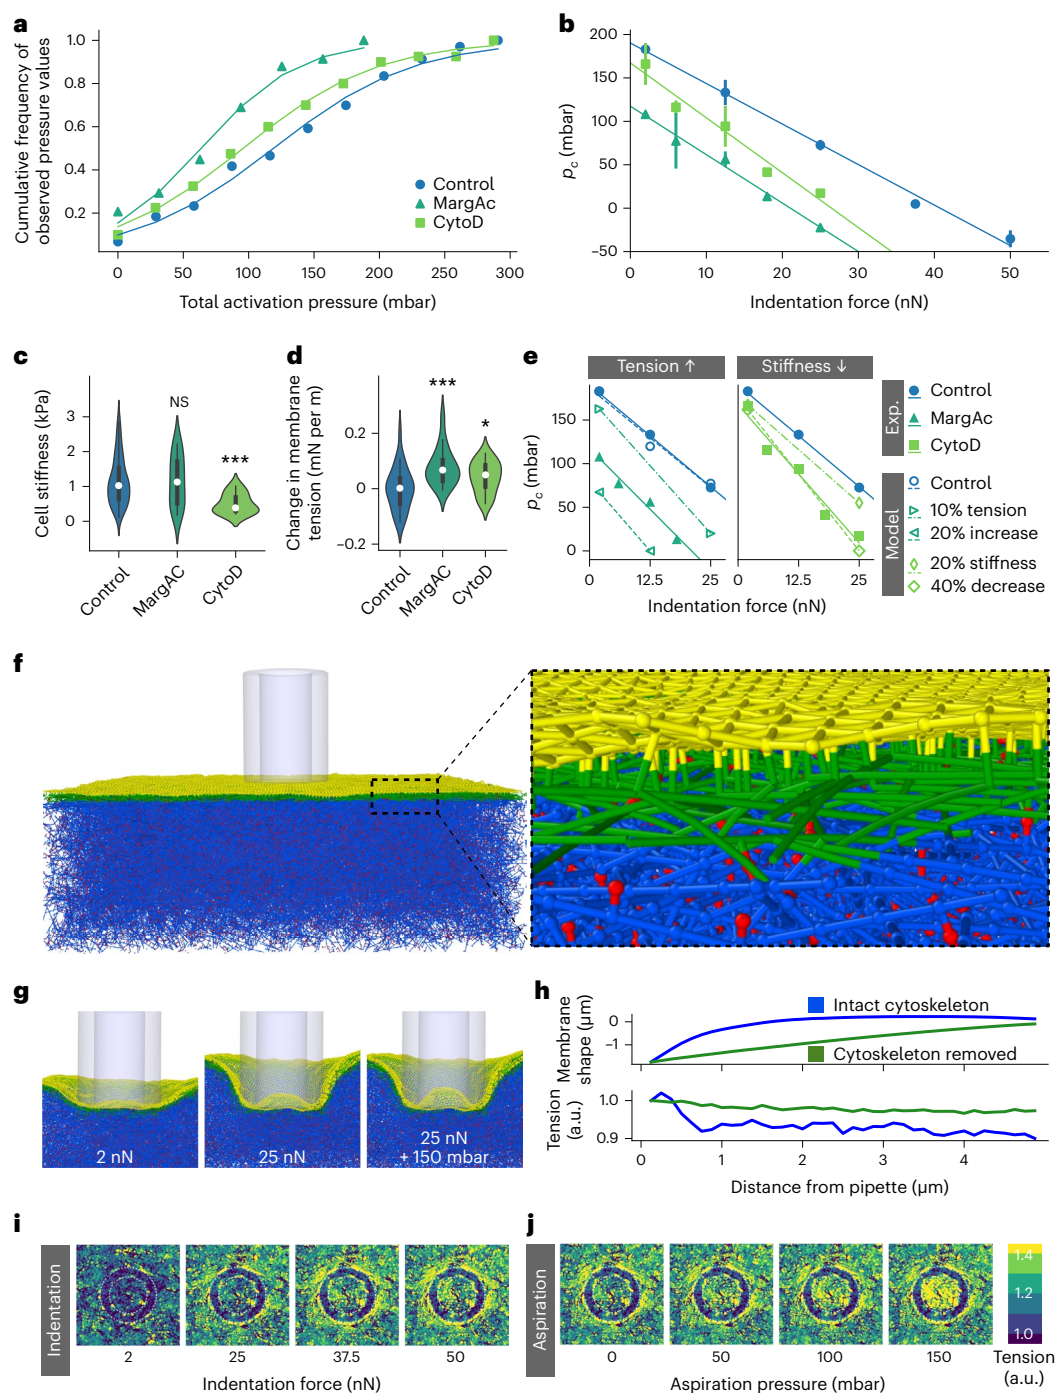 a
Cumulative frequency of
observed pressure values
1.0
0.8
0.6
0.4
0.2
0
50
100
150
200
250
300
Total activation pressure (mbar)
Control
MargAc
CytoD
b
p_c (mbar)
200
150
100
50
0
−50
0
10
20
30
40
50
Indentation force (nN)
c
Cell stiffness (kPa)
3
2
1
0
NS
***
Control
MargAC
CytoD
d
Change in membrane
tension (mN per m)
0.2
0
−0.2
***
*
Control
MargAC
CytoD
e
Tension ↑
Stiffness ↓
p_c (mbar)
150
100
50
0
0
12.5
25
0
12.5
25
Indentation force (nN)
Exp.
Control
MargAc
CytoD
Model
Control
10% tension
20% increase
20% stiffness
40% decrease
f
g
2 nN
25 nN
25 nN
+ 150 mbar
h
Membrane
shape (µm)
0
−1
Intact cytoskeleton
Cytoskeleton removed
Tension
(a.u.)
1.0
0.9
0
1
2
3
4
Distance from pipette (µm)
i
Indentation
2
25
37.5
50
Indentation force (nN)
j
Aspiration
0
50
100
150
Aspiration pressure (mbar)
1.4
1.2
1.0
Tension
(a.u.)